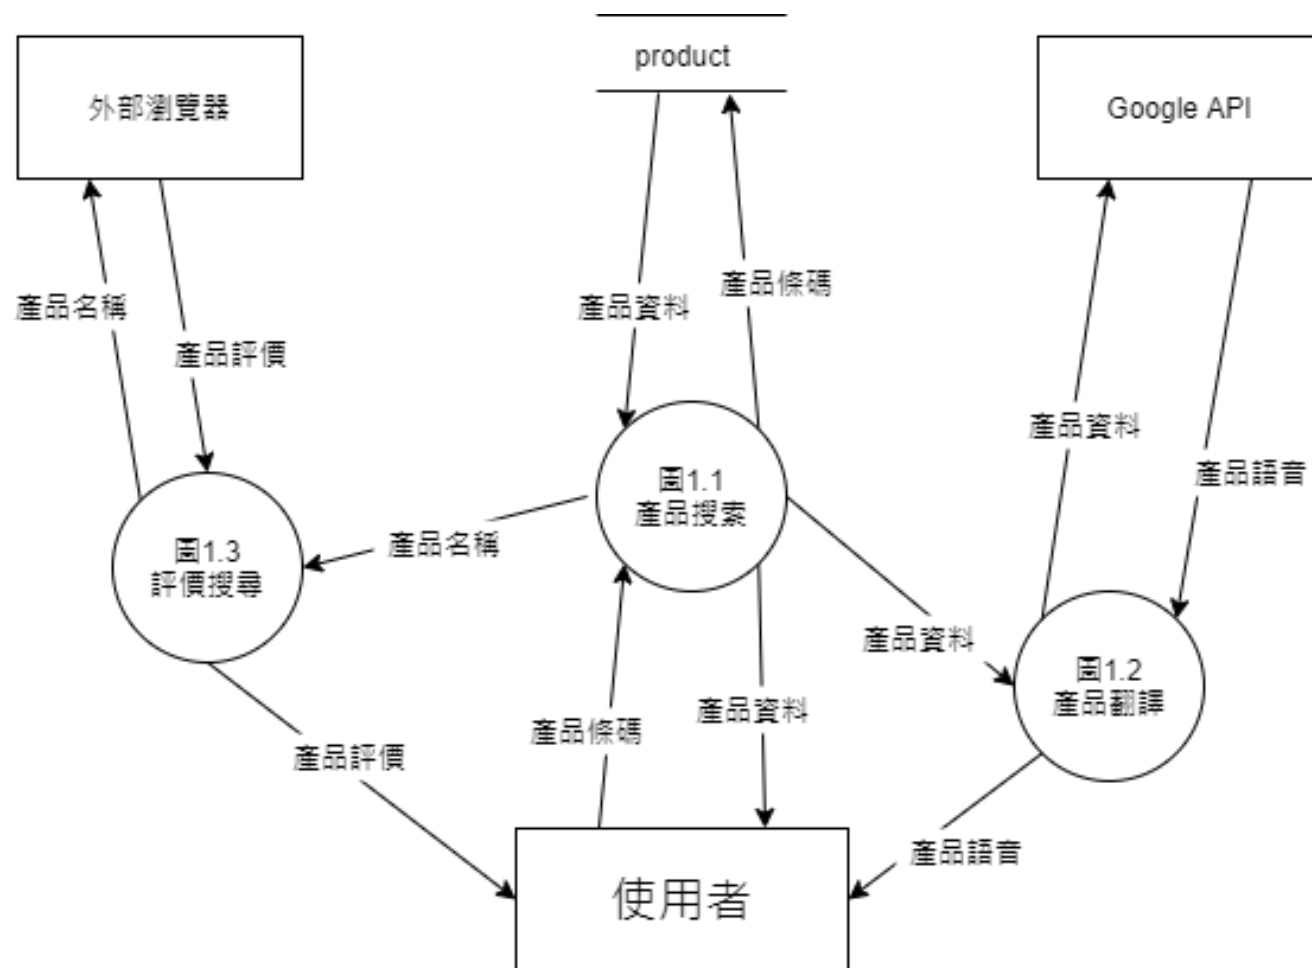 product
外部瀏覽器
Google API
產品名稱
產品評價
產品資料
產品條碼
產品資料
產品語音
圖1.1
產品搜索
圖1.3
評價搜尋
產品名稱
產品資料
圖1.2
產品翻譯
產品評價
產品條碼
產品資料
產品語音
使用者